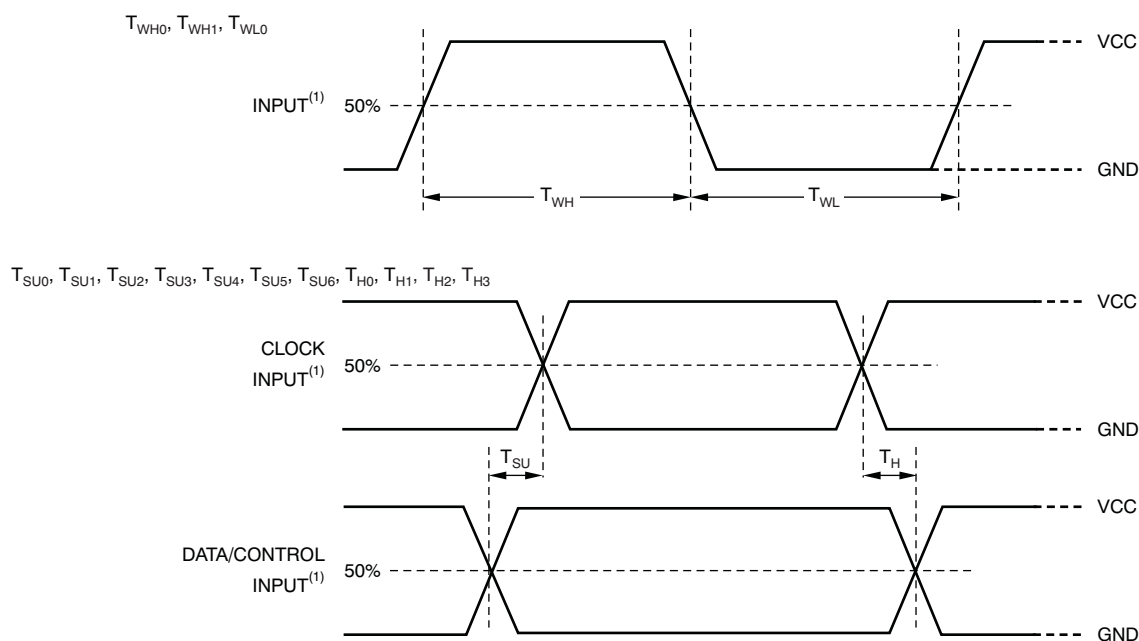 TWH0, TWH1, TWL0
VCC
INPUT(1) 50%
GND
TWH TWL
TSU0, TSU1, TSU2, TSU3, TSU4, TSU5, TSU6, TH0, TH1, TH2, TH3
VCC
CLOCK
INPUT(1) 50%
GND
TSU TH
VCC
DATA/CONTROL
INPUT(1) 50%
GND